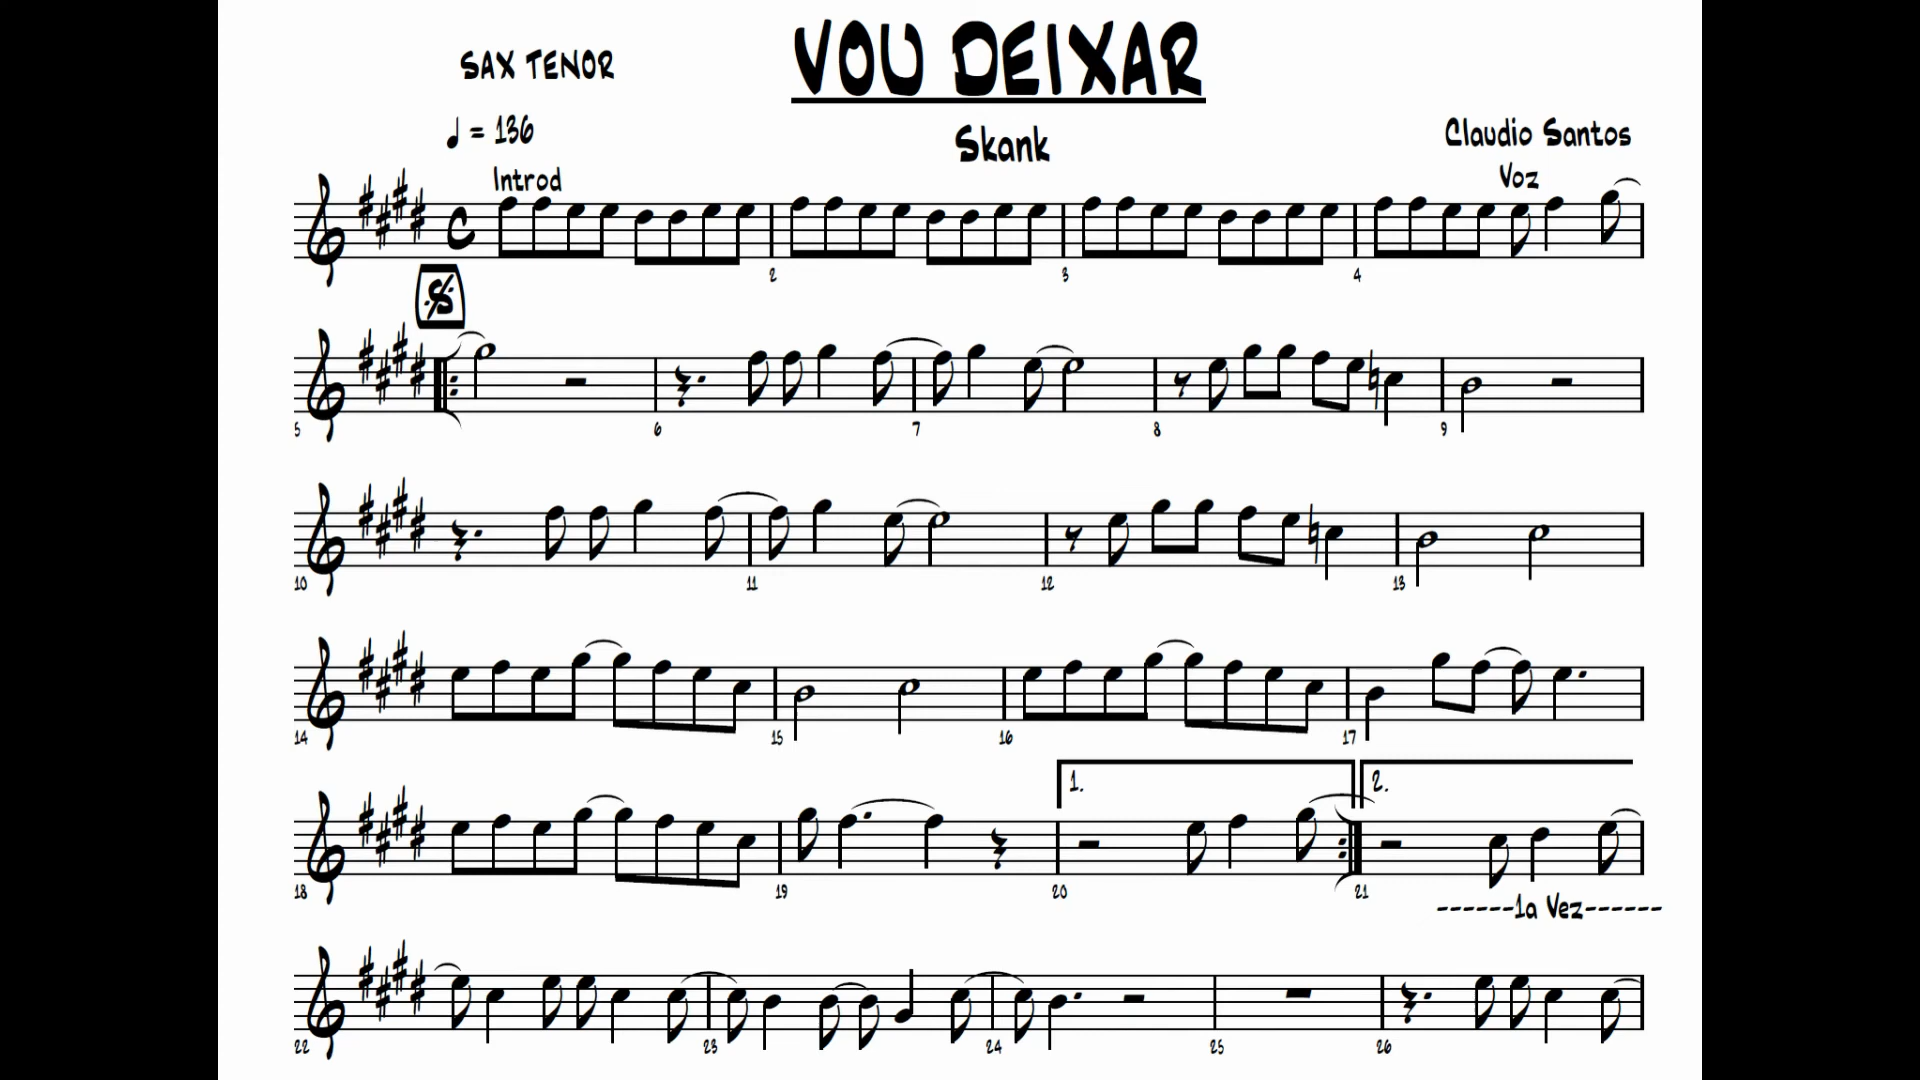 VOU DEIXAR
SAX TENOR
= 136
Skank
Claudio Santos
Introd
Voz
2 3 4
5 6 7 8 9
10 11 12 13
14 15 16 17
1. 2.
18 19 20 21
------1a Vez------
22 23 24 25 26